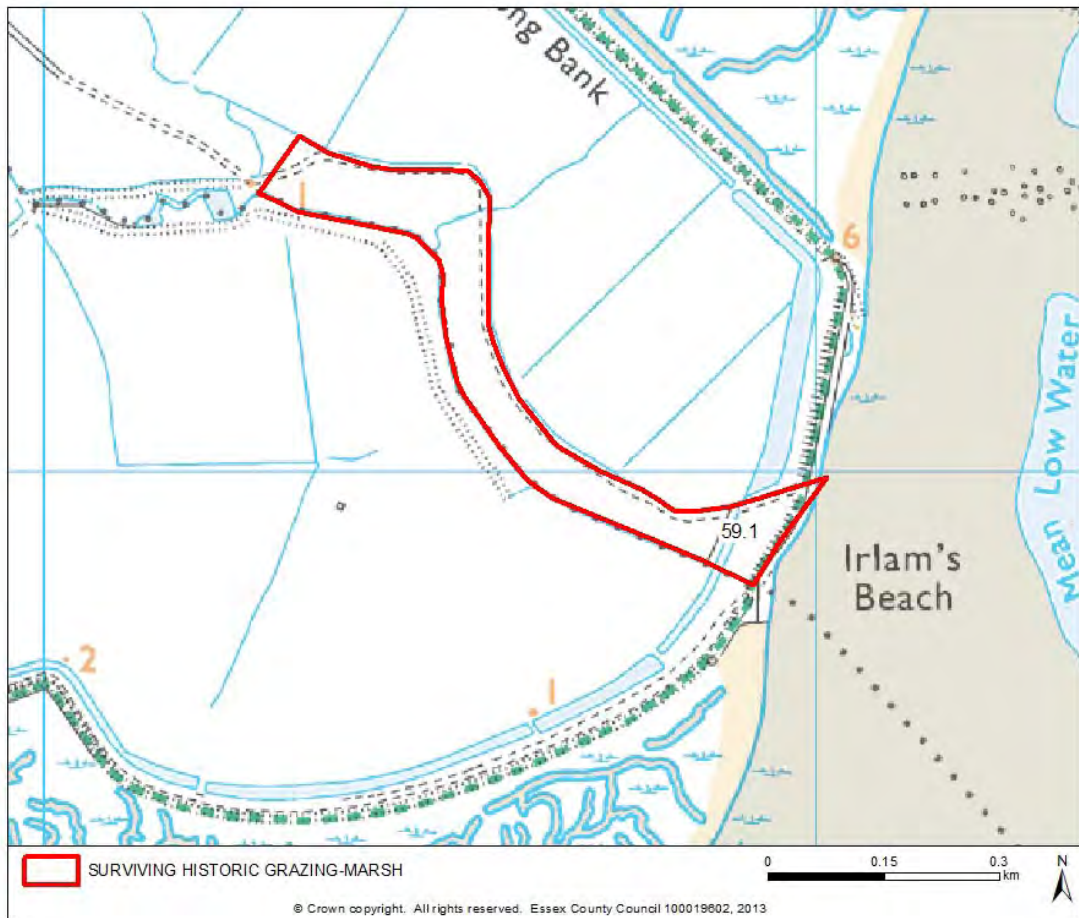 ong Bank
1
6
Mean Low Water
59.1
Irlam's
Beach
2
1
SURVIVING HISTORIC GRAZING-MARSH
0 0.15 0.3
km
N
© Crown copyright. All rights reserved. Essex County Council 100019602, 2013